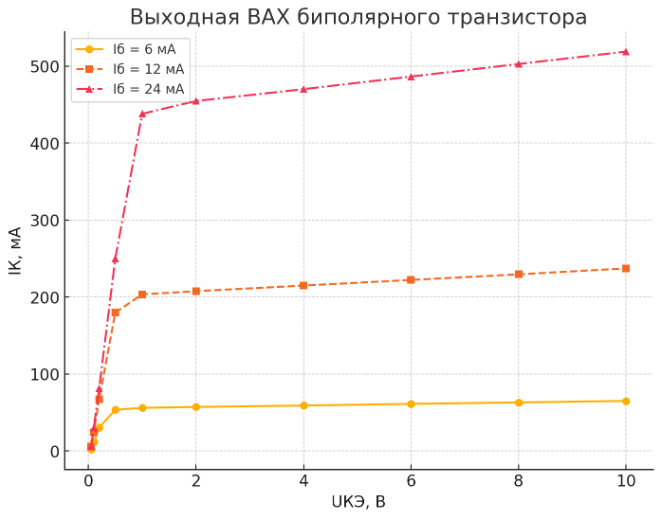 Выходная ВАХ биполярного транзистора
Iб = 6 мА
Iб = 12 мА
Iб = 24 мА
500
400
300
200
100
0
IК, мА
0 2 4 6 8 10
UКЭ, В